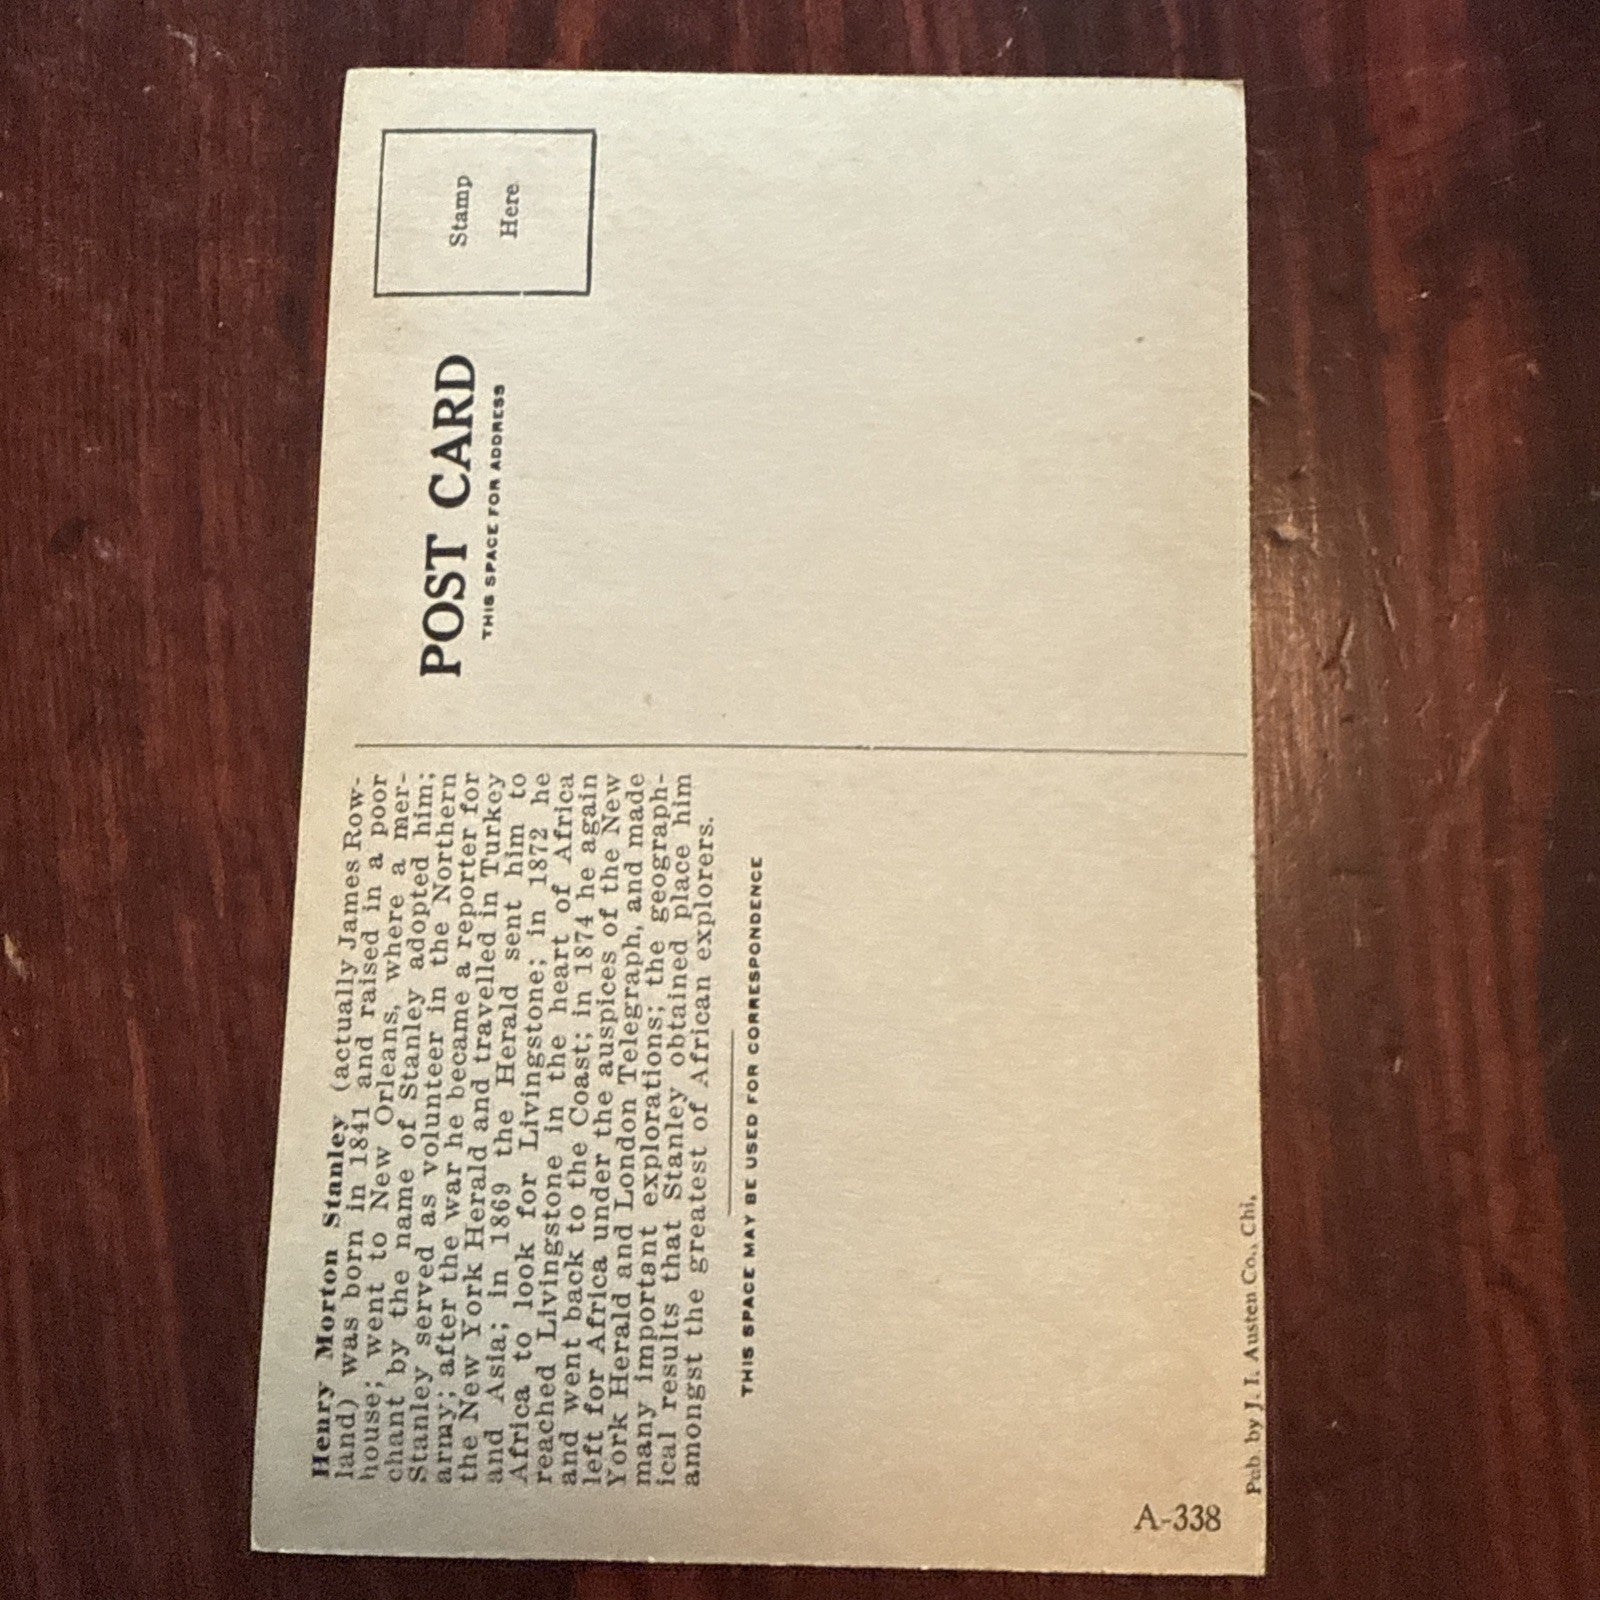 Henry Morton Stanley (actually James Row-
land) was born in 1841 and raised in a poor
house; went to New Orleans, where a mer-
chant by the name of Stanley adopted him;
Stanley served as volunteer in the Northern
army; after the war he became a reporter for
the New York Herald and travelled in Turkey
and Asia; in 1869 the Herald sent him to
Africa to look for Livingstone; in 1872 he
reached Livingstone in the heart of Africa
and went back to the Coast; in 1874 he again
left for Africa under the auspices of the New
York Herald and London Telegraph, and made
many important explorations; the geograph-
ical results that Stanley obtained place him
amongst the greatest of African explorers.
THIS SPACE MAY BE USED FOR CORRESPONDENCE
A-338
Pub. by J. I. Austen Co., Chi.
POST CARD
THIS SPACE FOR ADDRESS
Stamp
Here